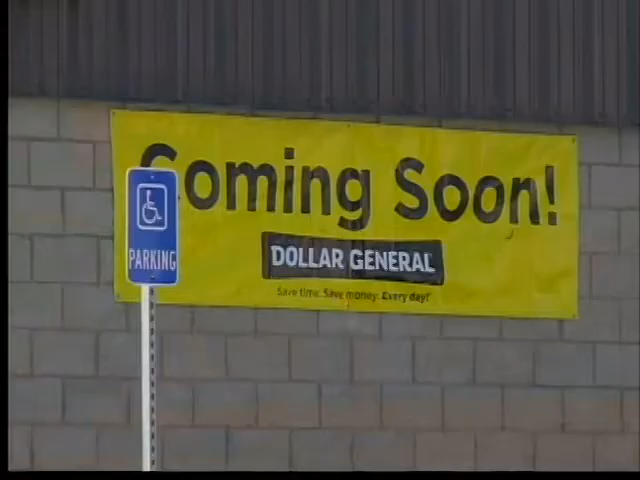 Coming Soon!
DOLLAR GENERAL
Save time. Save money. Every day!
PARKING